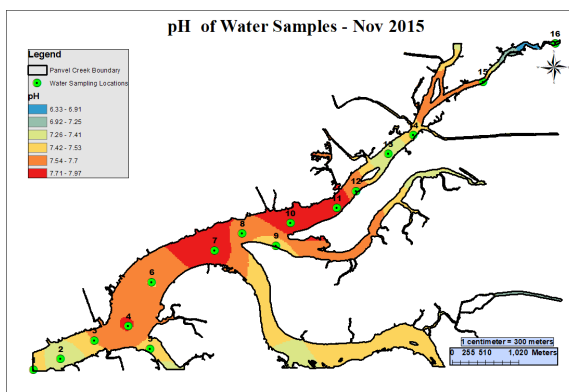 pH of Water Samples - Nov 2015
Legend
Panvel Creek Boundary
Water Sampling Locations
pH
6.33 - 6.91
6.92 - 7.25
7.26 - 7.41
7.42 - 7.53
7.54 - 7.7
7.71 - 7.97
16
15
14
13
12
11
10
9
8
7
6
5
4
3
2
1
1 centimeter = 300 meters
0 255 510 1,020 Meters